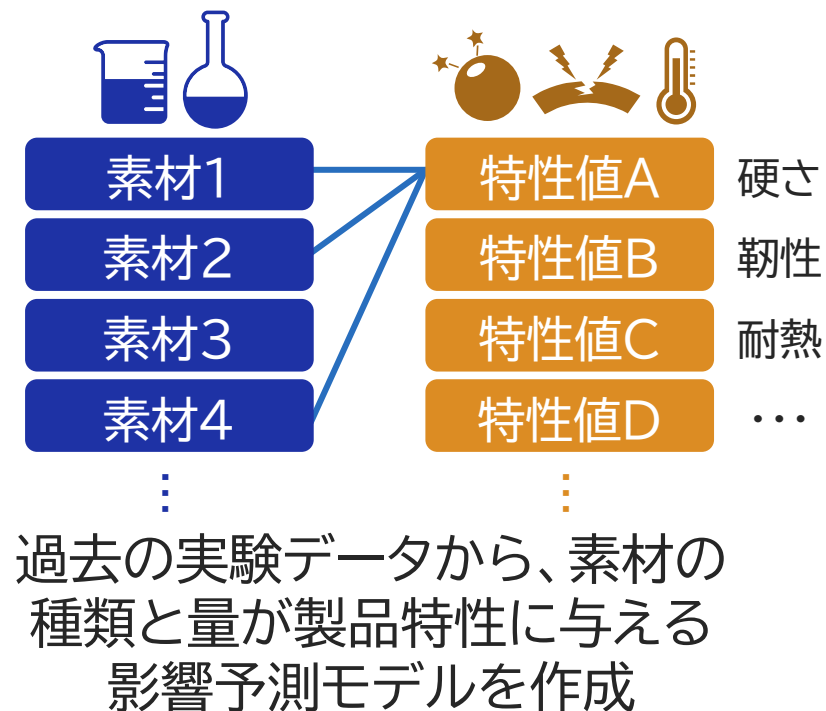 素材1
特性値A
硬さ
素材2
特性値B
靭性
素材3
特性値C
耐熱
素材4
特性値D
・・・
過去の実験データから、素材の
種類と量が製品特性に与える
影響予測モデルを作成